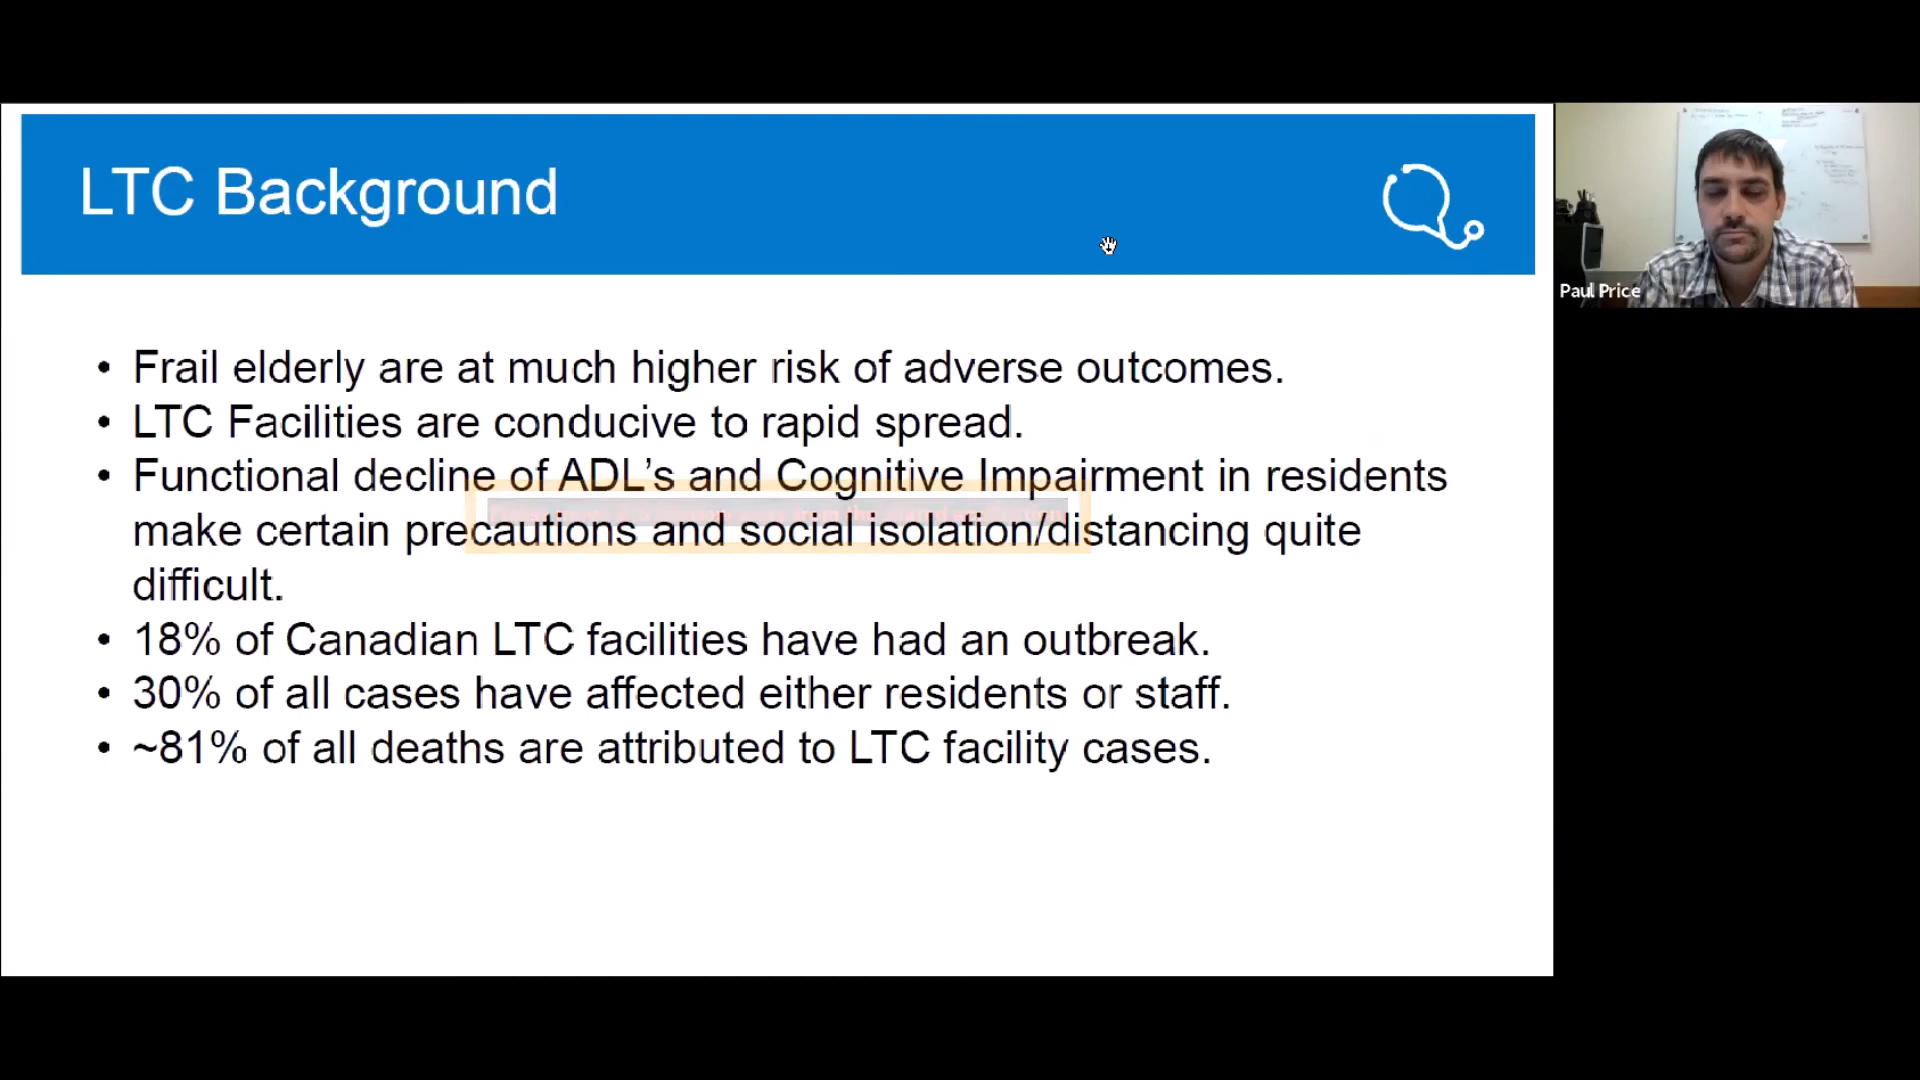 LTC Background
Paul Price
• Frail elderly are at much higher risk of adverse outcomes.
• LTC Facilities are conducive to rapid spread.
• Functional decline of ADL’s and Cognitive Impairment in residents
make certain precautions and social isolation/distancing quite
difficult.
• 18% of Canadian LTC facilities have had an outbreak.
• 30% of all cases have affected either residents or staff.
• ~81% of all deaths are attributed to LTC facility cases.